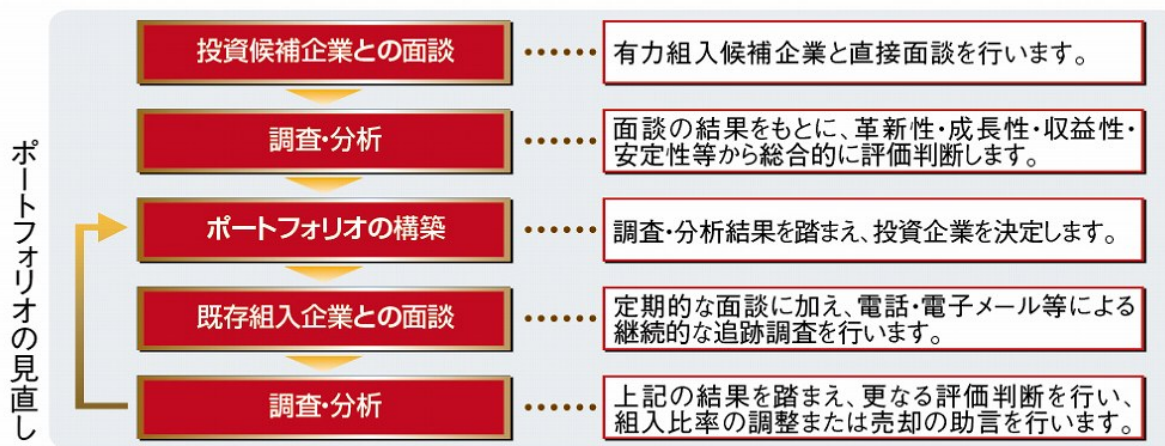 ポートフォリオの見直し
投資候補企業との面談
有力組入候補企業と直接面談を行います。
調査・分析
面談の結果をもとに、革新性・成長性・収益性・
安定性等から総合的に評価判断します。
ポートフォリオの構築
調査・分析結果を踏まえ、投資企業を決定します。
既存組入企業との面談
定期的な面談に加え、電話・電子メール等による
継続的な追跡調査を行います。
調査・分析
上記の結果を踏まえ、更なる評価判断を行い、
組入比率の調整または売却の助言を行います。